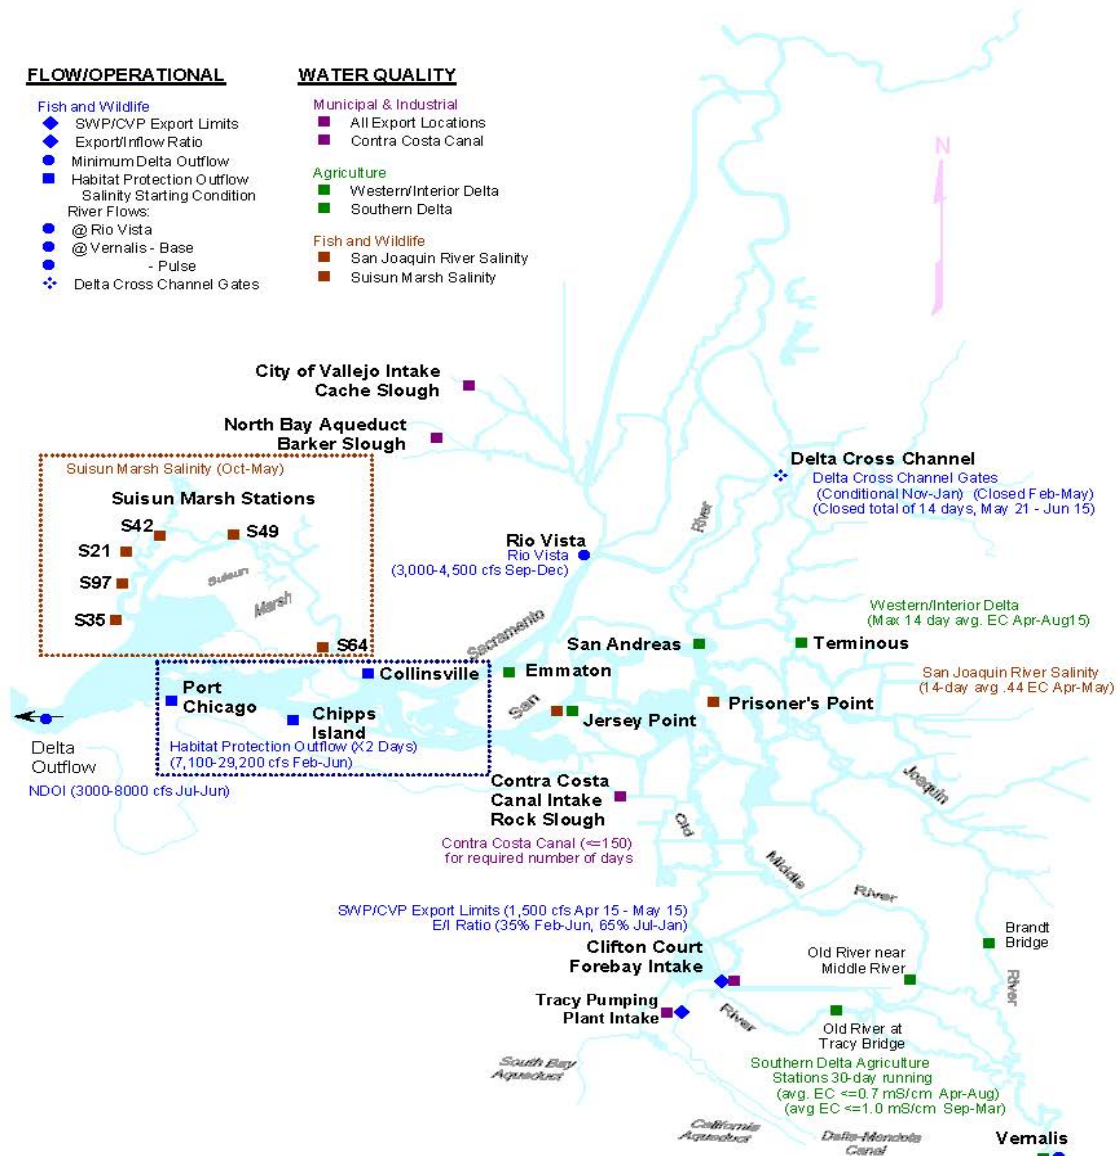 FLOW/OPERATIONAL
Fish and Wildlife
SWP/CVP Export Limits
Export/Inflow Ratio
Minimum Delta Outflow
Habitat Protection Outflow
Salinity Starting Condition
River Flows:
@ Rio Vista
@ Vernalis - Base
- Pulse
Delta Cross Channel Gates
WATER QUALITY
Municipal & Industrial
All Export Locations
Contra Costa Canal
Agriculture
Western/Interior Delta
Southern Delta
Fish and Wildlife
San Joaquin River Salinity
Suisun Marsh Salinity
N
City of Vallejo Intake
Cache Slough
North Bay Aqueduct
Barker Slough
Suisun Marsh Salinity (Oct-May)
Suisun Marsh Stations
S42
S49
S21
S97
S35
S64
Suisun
Marsh
Delta Cross Channel
Delta Cross Channel Gates
(Conditional Nov-Jan) (Closed Feb-May)
(Closed total of 14 days, May 21 - Jun 15)
River
Rio Vista
Rio Vista
(3,000-4,500 cfs Sep-Dec)
Sacramento
Western/Interior Delta
(Max 14 day avg. EC Apr-Aug15)
San Andreas
Terminous
Emmaton
Collinsville
San Joaquin River Salinity
(14-day avg .44 EC Apr-May)
Port
Chicago
Chipps
Island
San
Jersey Point
Prisoner's Point
Habitat Protection Outflow (X2 Days)
(7,100-29,200 cfs Feb-Jun)
Delta
Outflow
NDOI (3000-8000 cfs Jul-Jun)
Contra Costa
Canal Intake
Rock Slough
Contra Costa Canal (<=150)
for required number of days
Joaquin
Old
Middle
River
SWP/CVP Export Limits (1,500 cfs Apr 15 - May 15)
E/I Ratio (35% Feb-Jun, 65% Jul-Jan)
Clifton Court
Forebay Intake
Old River near
Middle River
Brandt
Bridge
River
Tracy Pumping
Plant Intake
River
Old River at
Tracy Bridge
South Bay
Aqueduct
Southern Delta Agriculture
Stations 30-day running
(avg. EC <=0.7 mS/cm Apr-Aug)
(avg EC <=1.0 mS/cm Sep-Mar)
California
Aqueduct
Delta-Mendota
Canal
Vernalis